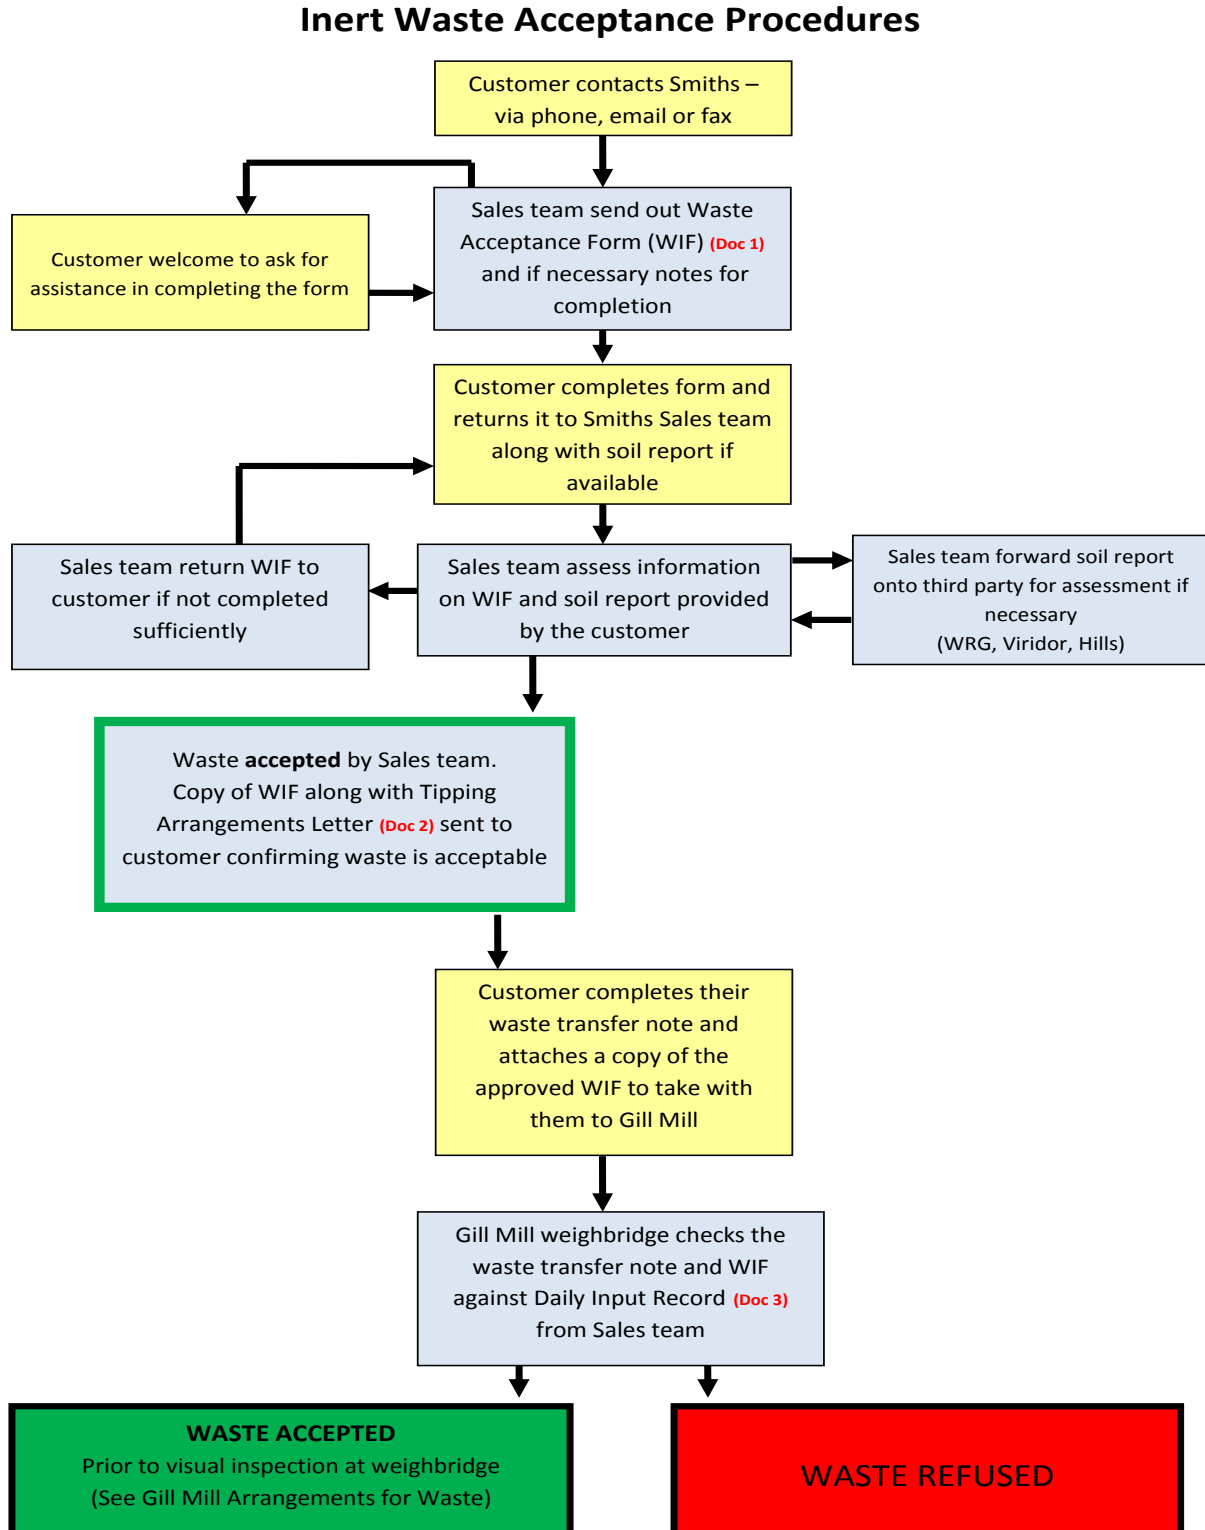 Inert Waste Acceptance Procedures
Customer contacts Smiths –
via phone, email or fax
Sales team send out Waste
Acceptance Form (WIF) (Doc 1)
and if necessary notes for
completion
Customer welcome to ask for
assistance in completing the form
Customer completes form and
returns it to Smiths Sales team
along with soil report if
available
Sales team return WIF to
customer if not completed
sufficiently
Sales team assess information
on WIF and soil report provided
by the customer
Sales team forward soil report
onto third party for assessment if
necessary
(WRG, Viridor, Hills)
Waste accepted by Sales team.
Copy of WIF along with Tipping
Arrangements Letter (Doc 2) sent to
customer confirming waste is acceptable
Customer completes their
waste transfer note and
attaches a copy of the
approved WIF to take with
them to Gill Mill
Gill Mill weighbridge checks the
waste transfer note and WIF
against Daily Input Record (Doc 3)
from Sales team
WASTE ACCEPTED
Prior to visual inspection at weighbridge
(See Gill Mill Arrangements for Waste)
WASTE REFUSED